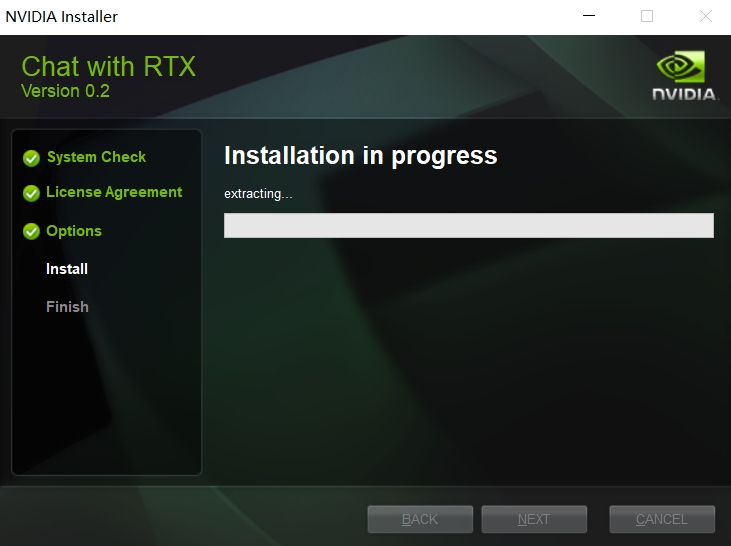 NVIDIA Installer
Chat with RTX
Version 0.2
NVIDIA.
System Check
License Agreement
Options
Install
Finish
Installation in progress
extracting...
BACK
NEXT
CANCEL